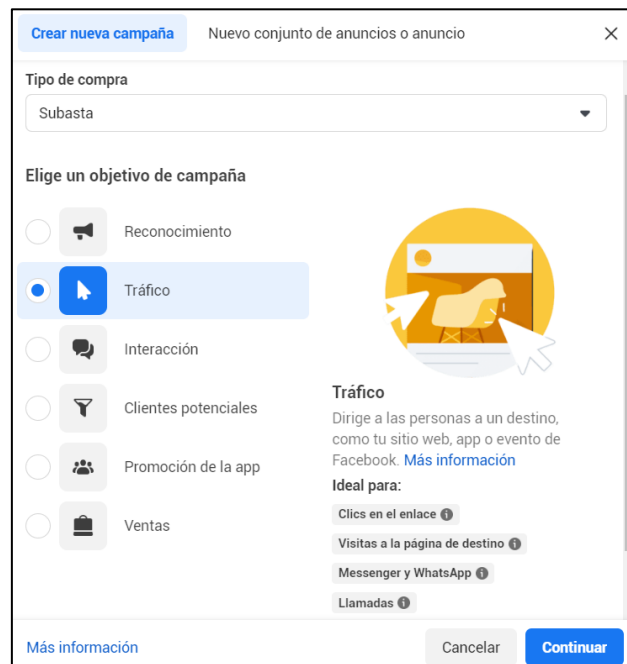 Crear nueva campaña
Nuevo conjunto de anuncios o anuncio
Tipo de compra
Subasta
Elige un objetivo de campaña
Reconocimiento
Tráfico
Interacción
Clientes potenciales
Promoción de la app
Ventas
Tráfico
Dirige a las personas a un destino,
como tu sitio web, app o evento de
Facebook. Más información
Ideal para:
Clics en el enlace
Visitas a la página de destino
Messenger y WhatsApp
Llamadas
Más información
Cancelar
Continuar